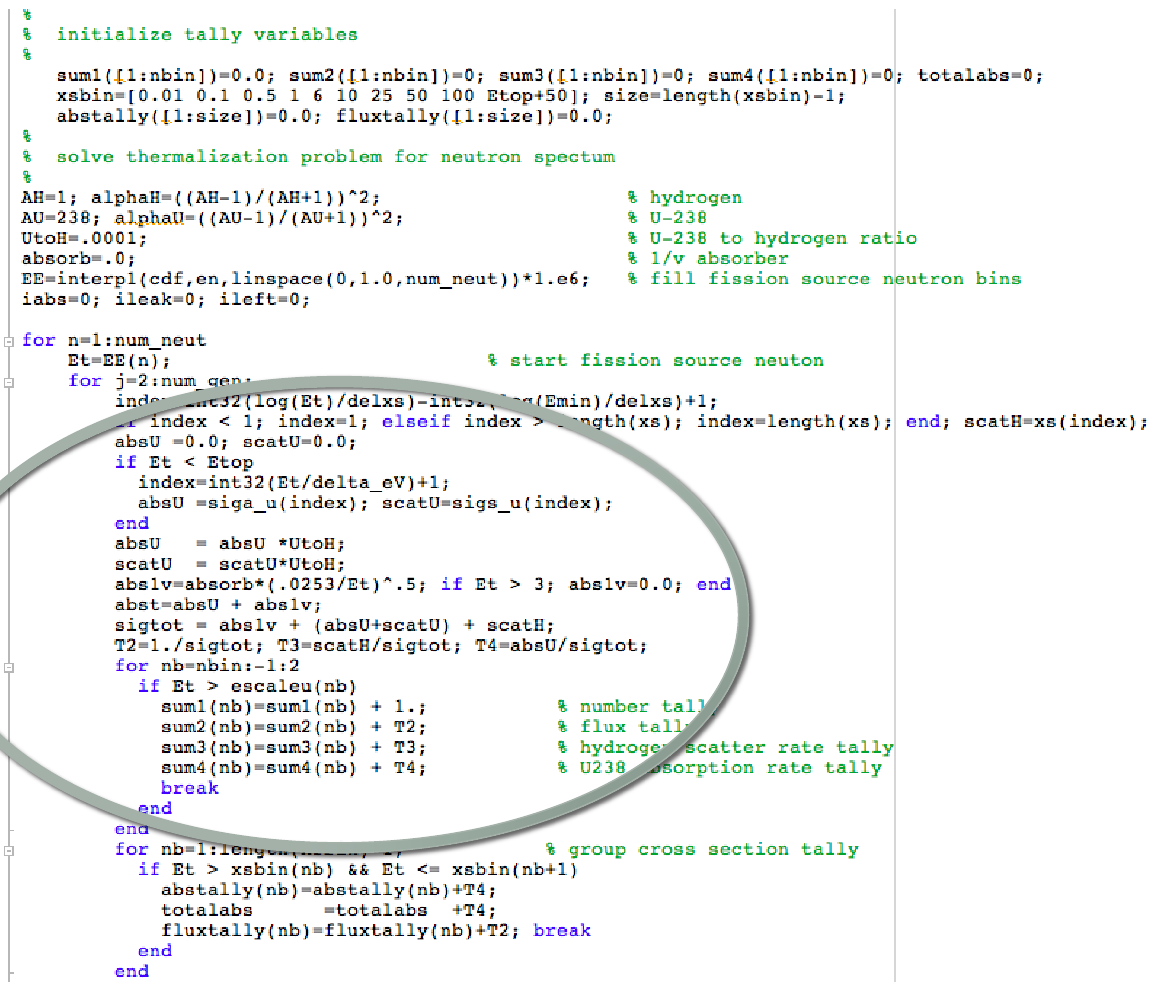 %
%  initialize tally variables
%
sum1([1:nbin])=0.0; sum2([1:nbin])=0; sum3([1:nbin])=0; sum4([1:nbin])=0; totalabs=0;
xsbin=[0.01 0.1 0.5 1 6 10 25 50 100 Etop+50]; size=length(xsbin)-1;
abstally([1:size])=0.0; fluxtally([1:size])=0.0;
%
%  solve thermalization problem for neutron spectum
%
AH=1; alphaH=((AH-1)/(AH+1))^2; % hydrogen
AU=238; alphaU=((AU-1)/(AU+1))^2; % U-238
UtoH=.0001; % U-238 to hydrogen ratio
absorb=.0; % 1/v absorber
EE=interp1(cdf,en,linspace(0,1.0,num_neut))*1.e6; % fill fission source neutron bins
iabs=0; ileak=0; ileft=0;
for n=1:num_neut
Et=EE(n); % start fission source neuton
for j=2:num_gen;
index=int32(log(Et)/delxs)-int32(log(Emin)/delxs)+1;
if index < 1; index=1; elseif index > length(xs); index=length(xs); end; scatH=xs(index);
absU =0.0; scatU=0.0;
if Et < Etop
index=int32(Et/delta_eV)+1;
absU =siga_u(index); scatU=sigs_u(index);
end
absU   = absU *UtoH;
scatU  = scatU*UtoH;
abs1v=absorb*(.0253/Et)^.5; if Et > 3; abs1v=0.0; end
abst=absU + abs1v;
sigtot = abs1v + (absU+scatU) + scatH;
T2=1./sigtot; T3=scatH/sigtot; T4=absU/sigtot;
for nb=nbin:-1:2
if Et > escaleu(nb)
sum1(nb)=sum1(nb) + 1.; % number tally
sum2(nb)=sum2(nb) + T2; % flux tally
sum3(nb)=sum3(nb) + T3; % hydrogen scatter rate tally
sum4(nb)=sum4(nb) + T4; % U238 absorption rate tally
break
end
end
for nb=1:length % group cross section tally
if Et > xsbin(nb) && Et <= xsbin(nb+1)
abstally(nb)=abstally(nb)+T4;
totalabs      =totalabs  +T4;
fluxtally(nb)=fluxtally(nb)+T2; break
end
end